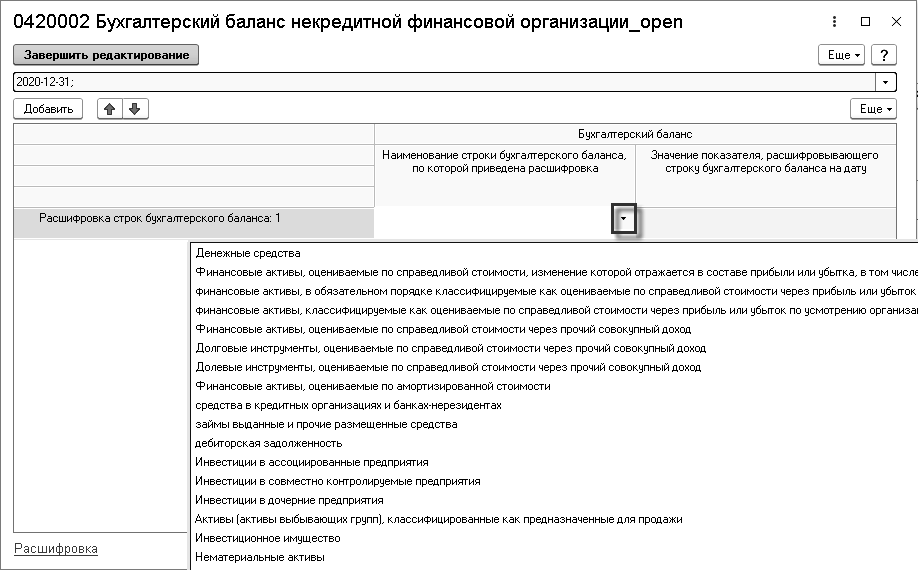 0420002 Бухгалтерский баланс некредитной финансовой организации_open
Завершить редактирование
Еще
?
2020-12-31;
Добавить
Еще
Бухгалтерский баланс
Наименование строки бухгалтерского баланса,
по которой приведена расшифровка
Значение показателя, расшифровывающего
строку бухгалтерского баланса на дату
Расшифровка строк бухгалтерского баланса: 1
Денежные средства
Финансовые активы, оцениваемые по справедливой стоимости, изменение которой отражается в составе прибыли или убытка, в том числе
финансовые активы, в обязательном порядке классифицируемые как оцениваемые по справедливой стоимости через прибыль или убыток
финансовые активы, классифицируемые как оцениваемые по справедливой стоимости через прибыль или убыток по усмотрению организа
Финансовые активы, оцениваемые по справедливой стоимости через прочий совокупный доход
Долговые инструменты, оцениваемые по справедливой стоимости через прочий совокупный доход
Долевые инструменты, оцениваемые по справедливой стоимости через прочий совокупный доход
Финансовые активы, оцениваемые по амортизированной стоимости
средства в кредитных организациях и банках-нерезидентах
займы выданные и прочие размещенные средства
дебиторская задолженность
Инвестиции в ассоциированные предприятия
Инвестиции в совместно контролируемые предприятия
Инвестиции в дочерние предприятия
Активы (активы выбывающих групп), классифицированные как предназначенные для продажи
Инвестиционное имущество
Нематериальные активы
Расшифровка